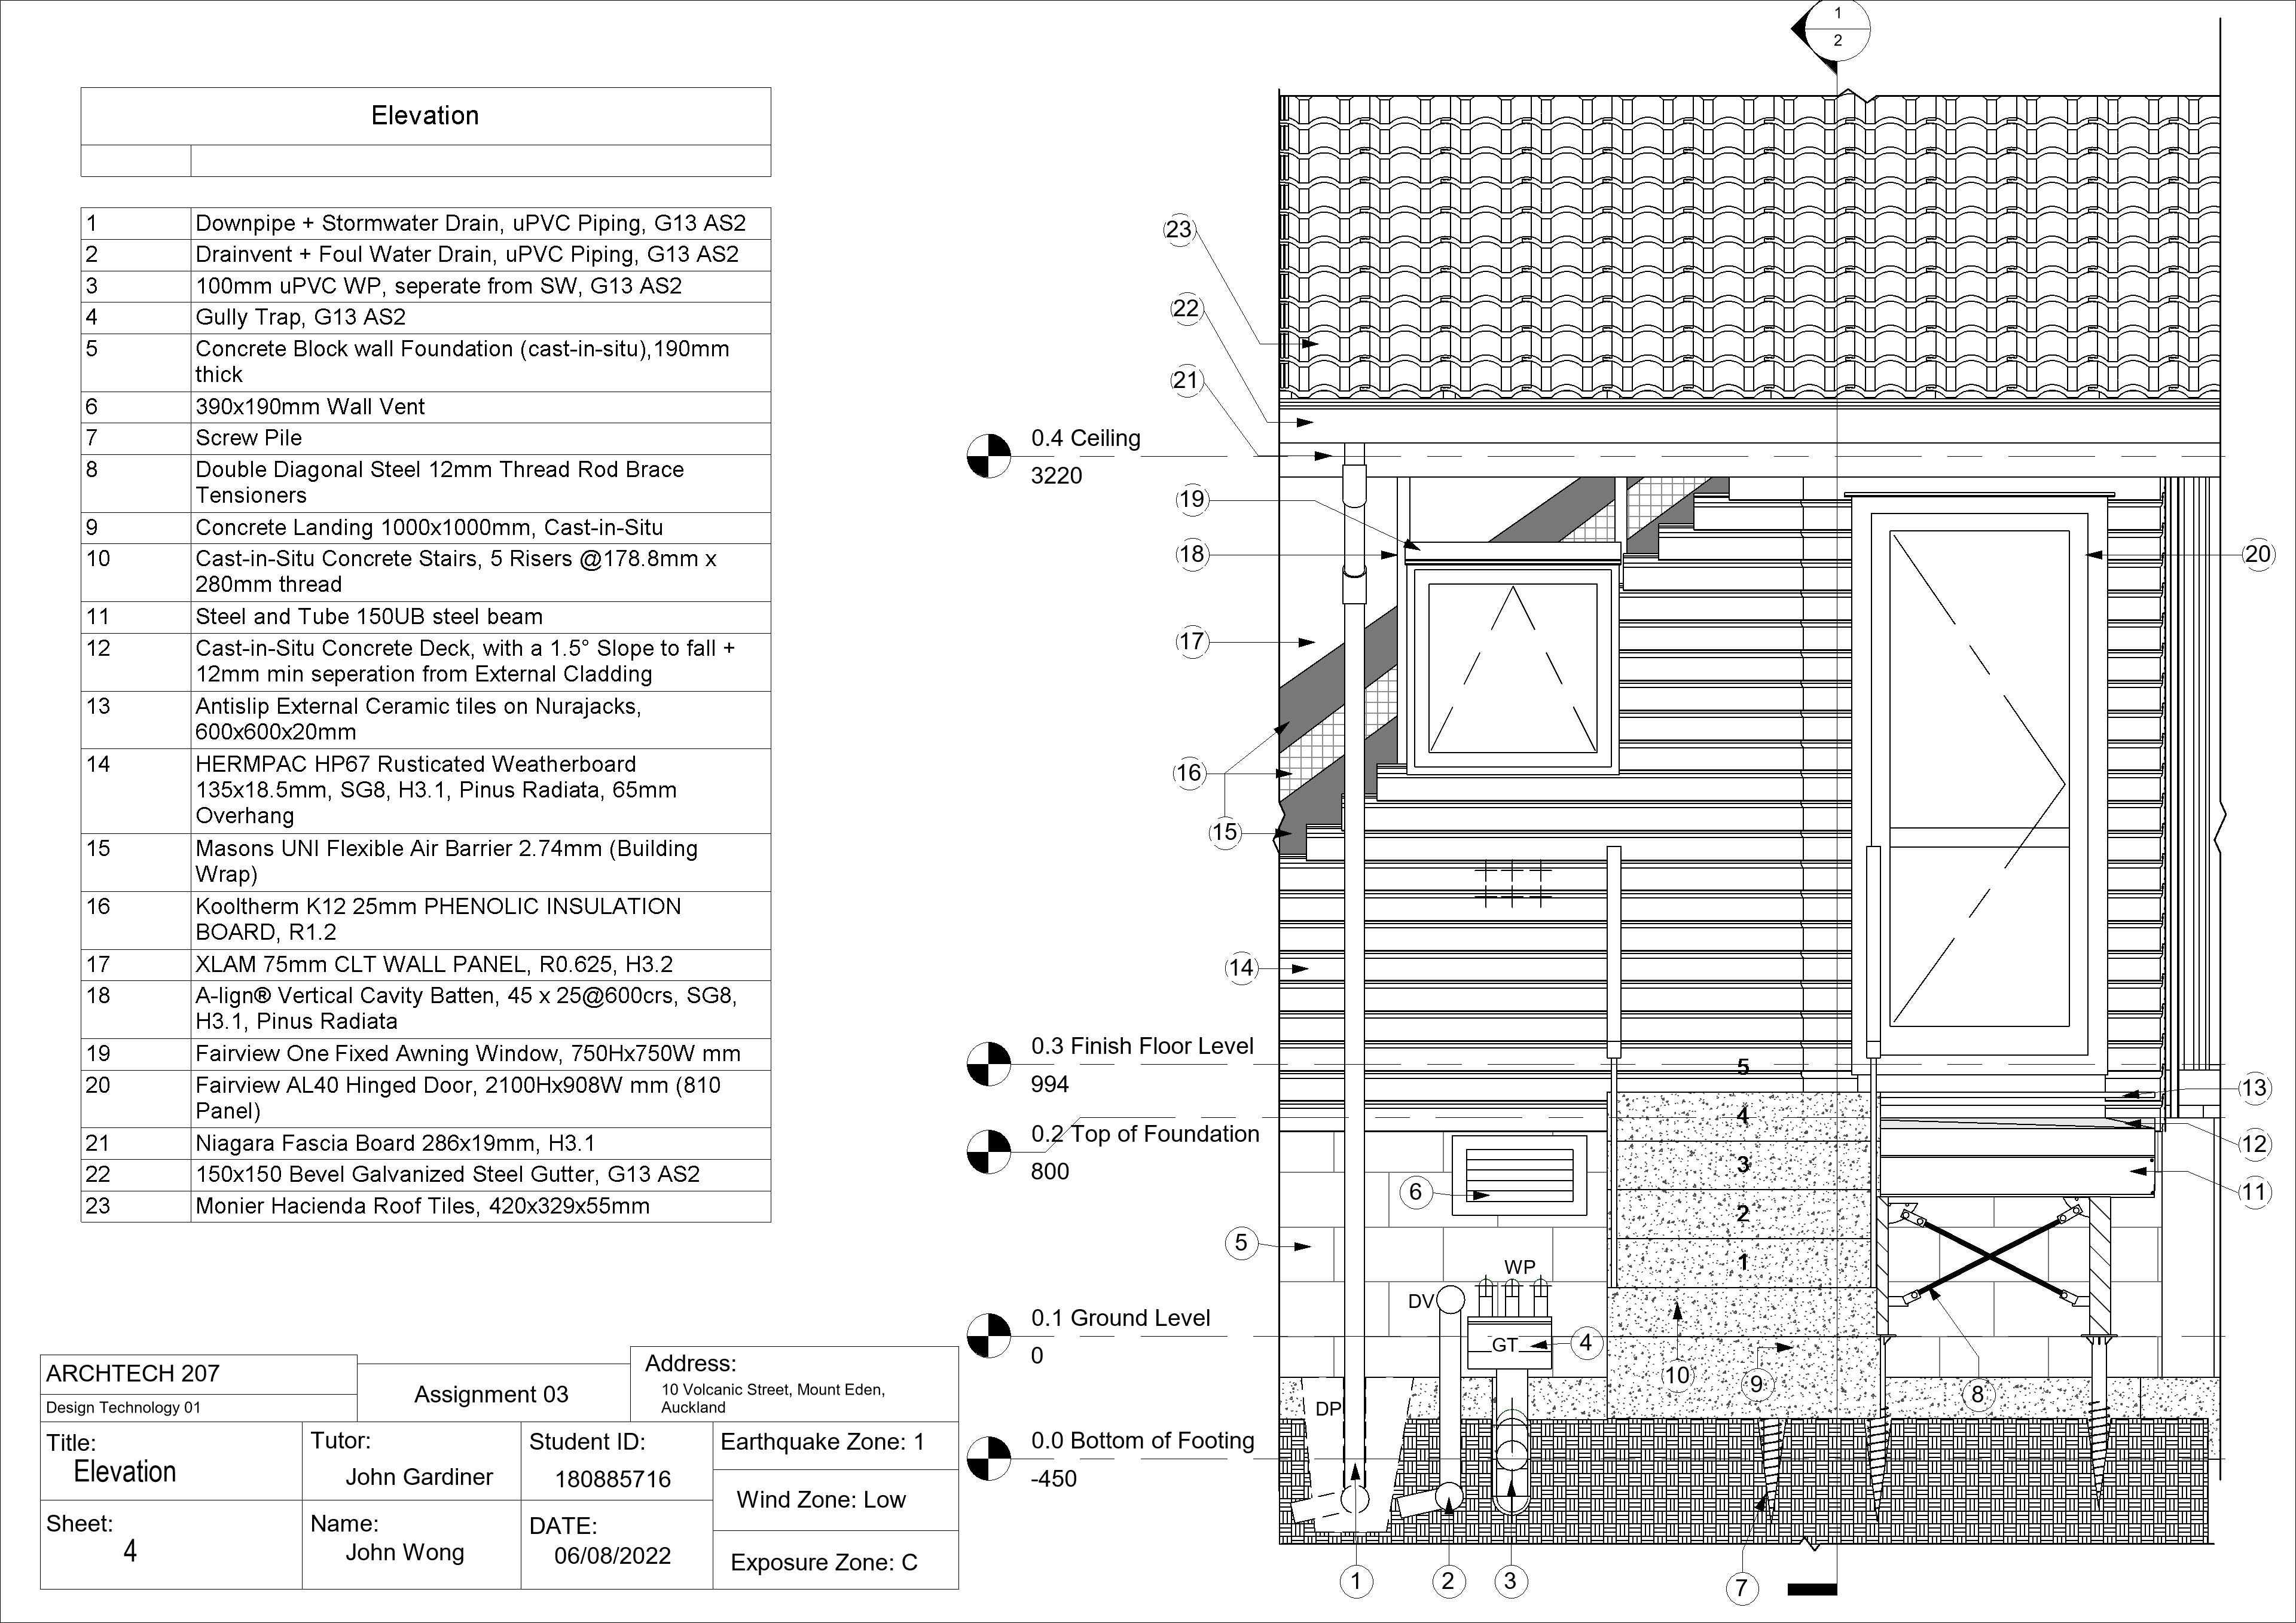 1
2
Elevation
1 Downpipe + Stormwater Drain, uPVC Piping, G13 AS2
2 Drainvent + Foul Water Drain, uPVC Piping, G13 AS2
3 100mm uPVC WP, seperate from SW, G13 AS2
4 Gully Trap, G13 AS2
5 Concrete Block wall Foundation (cast-in-situ),190mm
thick
6 390x190mm Wall Vent
7 Screw Pile
8 Double Diagonal Steel 12mm Thread Rod Brace
Tensioners
9 Concrete Landing 1000x1000mm, Cast-in-Situ
10 Cast-in-Situ Concrete Stairs, 5 Risers @178.8mm x
280mm thread
11 Steel and Tube 150UB steel beam
12 Cast-in-Situ Concrete Deck, with a 1.5° Slope to fall +
12mm min seperation from External Cladding
13 Antislip External Ceramic tiles on Nurajacks,
600x600x20mm
14 HERMPAC HP67 Rusticated Weatherboard
135x18.5mm, SG8, H3.1, Pinus Radiata, 65mm
Overhang
15 Masons UNI Flexible Air Barrier 2.74mm (Building
Wrap)
16 Kooltherm K12 25mm PHENOLIC INSULATION
BOARD, R1.2
17 XLAM 75mm CLT WALL PANEL, R0.625, H3.2
18 A-lign® Vertical Cavity Batten, 45 x 25@600crs, SG8,
H3.1, Pinus Radiata
19 Fairview One Fixed Awning Window, 750Hx750W mm
20 Fairview AL40 Hinged Door, 2100Hx908W mm (810
Panel)
21 Niagara Fascia Board 286x19mm, H3.1
22 150x150 Bevel Galvanized Steel Gutter, G13 AS2
23 Monier Hacienda Roof Tiles, 420x329x55mm
ARCHTECH 207
Design Technology 01
Assignment 03
Address:
10 Volcanic Street, Mount Eden,
Auckland
Title:
Elevation
Tutor:
John Gardiner
Student ID:
180885716
Earthquake Zone: 1
Wind Zone: Low
Exposure Zone: C
Sheet:
4
Name:
John Wong
DATE:
06/08/2022
23
22
21
0.4 Ceiling
3220
19
18
20
17
16
15
14
0.3 Finish Floor Level
994
0.2 Top of Foundation
800
0.1 Ground Level
0
0.0 Bottom of Footing
-450
5
4
3
2
1
13
12
11
6
5
WP
DV
GT
4
DP
10
9
8
1
2
3
7